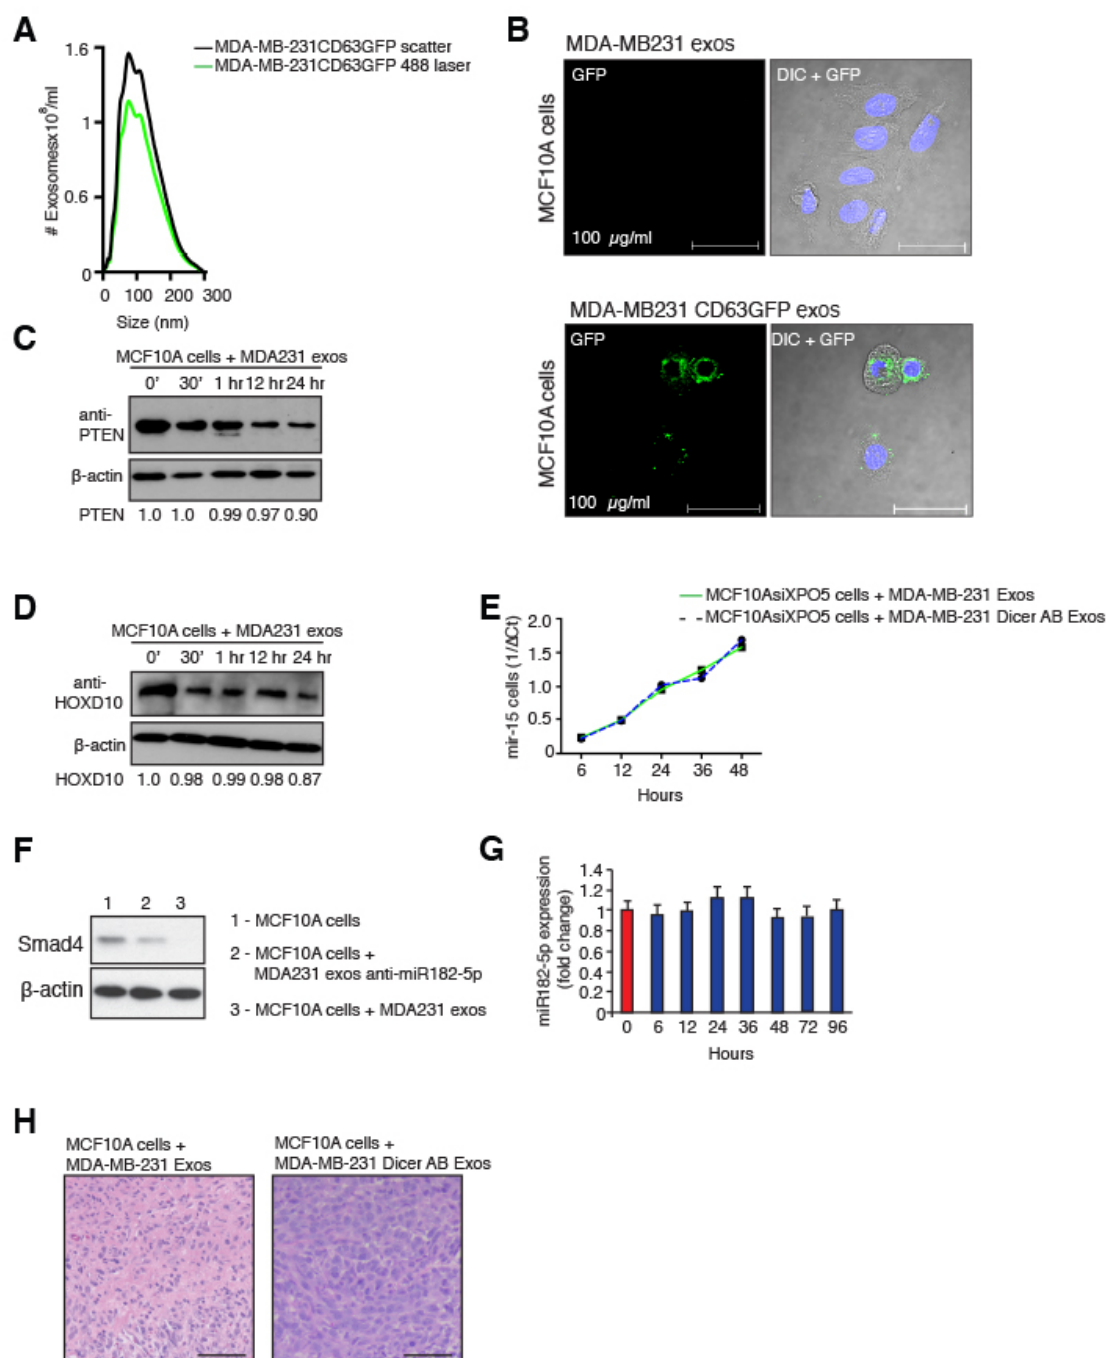 A
1.6
1
0.6
0
# Exosomesx10⁸/ml
0 100 200 300
Size (nm)
MDA-MB-231CD63GFP scatter
MDA-MB-231CD63GFP 488 laser
B
MDA-MB231 exos
MCF10A cells
GFP
100 µg/ml
DIC + GFP
MDA-MB231 CD63GFP exos
MCF10A cells
GFP
100 µg/ml
DIC + GFP
C
MCF10A cells + MDA231 exos
0' 30' 1 hr 12 hr 24 hr
anti-
PTEN
β-actin
PTEN 1.0 1.0 0.99 0.97 0.90
D
MCF10A cells + MDA231 exos
0' 30' 1 hr 12 hr 24 hr
anti-
HOXD10
β-actin
HOXD10 1.0 0.98 0.99 0.98 0.87
E
MCF10AsiXPO5 cells + MDA-MB-231 Exos
MCF10AsiXPO5 cells + MDA-MB-231 Dicer AB Exos
mir-15 cells (1/ΔCt)
2.0
1.5
1.0
0.5
0
6 12 24 36 48
Hours
F
1 2 3
Smad4
β-actin
1 - MCF10A cells
2 - MCF10A cells +
MDA231 exos anti-miR182-5p
3 - MCF10A cells + MDA231 exos
G
miR182-5p expression
(fold change)
1.4
1.2
1
0.8
0.6
0.4
0.2
0
0 6 12 24 36 48 72 96
Hours
H
MCF10A cells +
MDA-MB-231 Exos
MCF10A cells +
MDA-MB-231 Dicer AB Exos